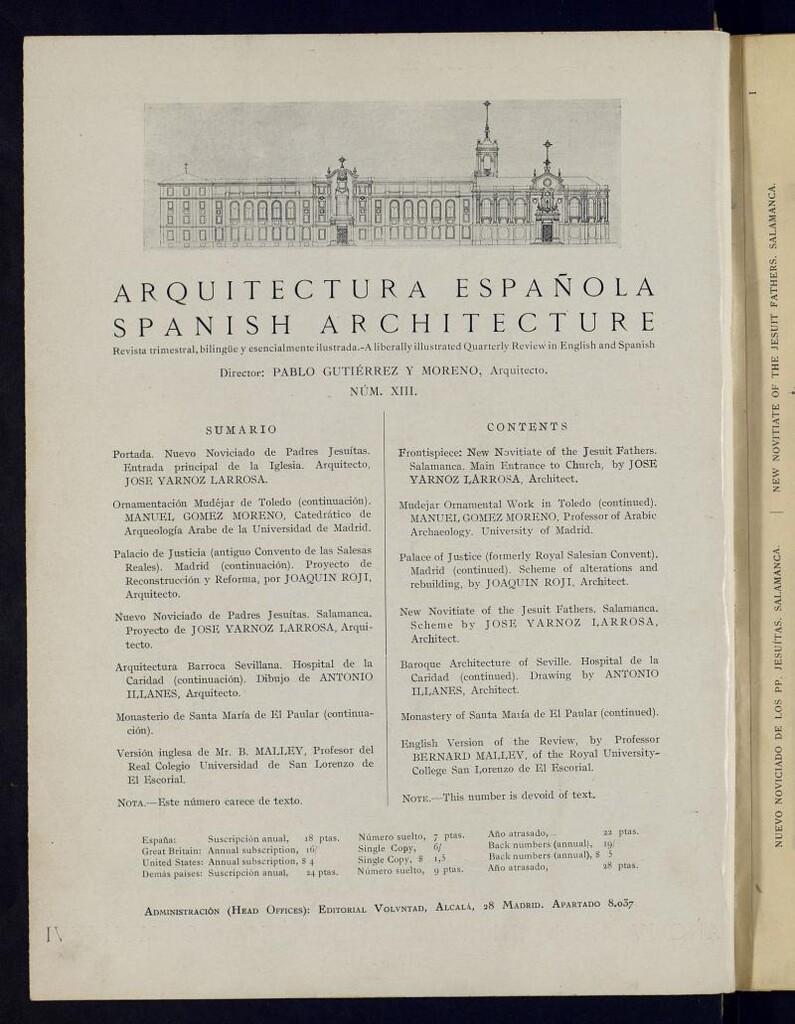 ARQUITECTURA ESPAÑOLA
SPANISH ARCHITECTURE
Revista trimestral, bilingüe y esencialmente ilustrada.-A liberally illustrated Quarterly Review in English and Spanish
Director: PABLO GUTIÉRREZ Y MORENO, Arquitecto.
NÚM. XIII.
SUMARIO
Portada. Nuevo Noviciado de Padres Jesuítas.
Entrada principal de la Iglesia. Arquitecto,
JOSE YARNOZ LARROSA.
Ornamentación Mudéjar de Toledo (continuación).
MANUEL GOMEZ MORENO, Catedrático de
Arqueología Arabe de la Universidad de Madrid.
Palacio de Justicia (antiguo Convento de las Salesas
Reales). Madrid (continuación). Proyecto de
Reconstrucción y Reforma, por JOAQUIN ROJI,
Arquitecto.
Nuevo Noviciado de Padres Jesuítas. Salamanca.
Proyecto de JOSE YARNOZ LARROSA, Arqui-
tecto.
Arquitectura Barroca Sevillana. Hospital de la
Caridad (continuación). Dibujo de ANTONIO
ILLANES, Arquitecto.
Monasterio de Santa María de El Paular (continua-
ción).
Versión inglesa de Mr. B. MALLEY, Profesor del
Real Colegio Universidad de San Lorenzo de
El Escorial.
NOTA.—Este número carece de texto.
CONTENTS
Frontispiece: New Novitiate of the Jesuit Fathers.
Salamanca. Main Entrance to Church, by JOSE
YARNOZ LARROSA, Architect.
Mudejar Ornamental Work in Toledo (continued).
MANUEL GOMEZ MORENO, Professor of Arabic
Archaeology. University of Madrid.
Palace of Justice (formerly Royal Salesian Convent).
Madrid (continued). Scheme of alterations and
rebuilding, by JOAQUIN ROJI, Architect.
New Novitiate of the Jesuit Fathers. Salamanca.
Scheme by JOSE YARNOZ LARROSA,
Architect.
Baroque Architecture of Seville. Hospital de la
Caridad (continued). Drawing by ANTONIO
ILLANES, Architect.
Monastery of Santa María de El Paular (continued).
English Version of the Review, by Professor
BERNARD MALLEY, of the Royal University-
College San Lorenzo de El Escorial.
NOTE.—This number is devoid of text.
España: Suscripción anual, 18 ptas. Número suelto, 7 ptas. Año atrasado, 22 ptas.
Great Britain: Annual subscription, 16/ Single Copy, 6/ Back numbers (annual), 19/
United States: Annual subscription, $ 4 Single Copy, $ 1,5 Back numbers (annual), $ 5
Demás países: Suscripción anual, 24 ptas. Número suelto, 9 ptas. Año atrasado, 28 ptas.
ADMINISTRACIÓN (HEAD OFFICES): EDITORIAL VOLVNTAD, ALCALÁ, 28 MADRID. APARTADO 8.037
NUEVO NOVICIADO DE LOS PP. JESUÍTAS. SALAMANCA. | NEW NOVITIATE OF THE JESUIT FATHERS. SALAMANCA. I